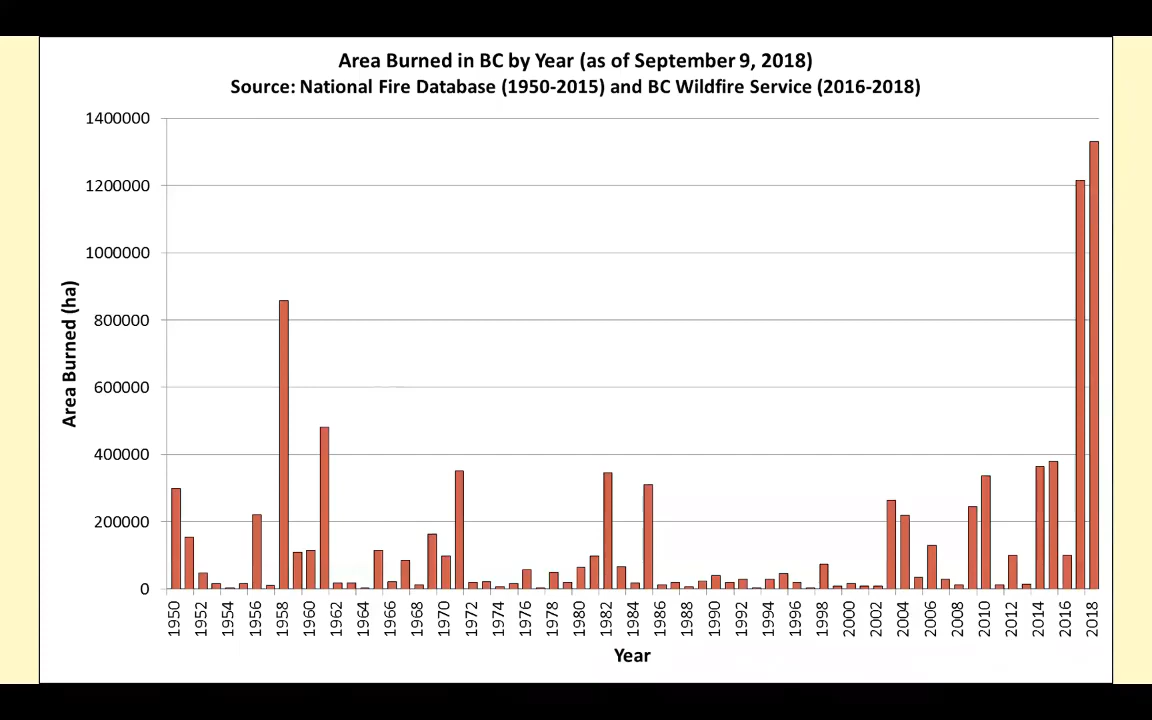 Area Burned in BC by Year (as of September 9, 2018)
Source: National Fire Database (1950-2015) and BC Wildfire Service (2016-2018)
1400000
1200000
1000000
800000
600000
400000
200000
0
Area Burned (ha)
1950 1952 1954 1956 1958 1960 1962 1964 1966 1968 1970 1972 1974 1976 1978 1980 1982 1984 1986 1988 1990 1992 1994 1996 1998 2000 2002 2004 2006 2008 2010 2012 2014 2016 2018
Year